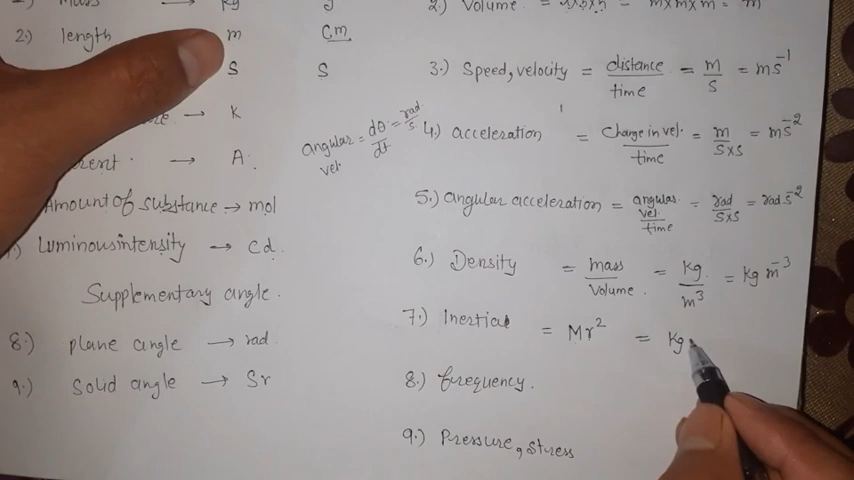 2.) length → m cm
S S
→ K
→ A
Amount of substance → mol
Luminous intensity → Cd.
Supplementary angle.
8.) plane angle → rad
9.) Solid angle → Sr
2.) Volume = m×m×m = m
3.) Speed, velocity = distance/time = m/s = ms⁻¹
angular vel. = dθ/dt = rad/s
4.) acceleration = Change in vel./time = m/s×s = ms⁻²
5.) angular acceleration = angular vel./time = rad/s×s = rad s⁻²
6.) Density = mass/Volume = Kg/m³ = Kg m⁻³
7.) Inertia = Mr² = Kg
8.) frequency.
9.) Pressure, Stress